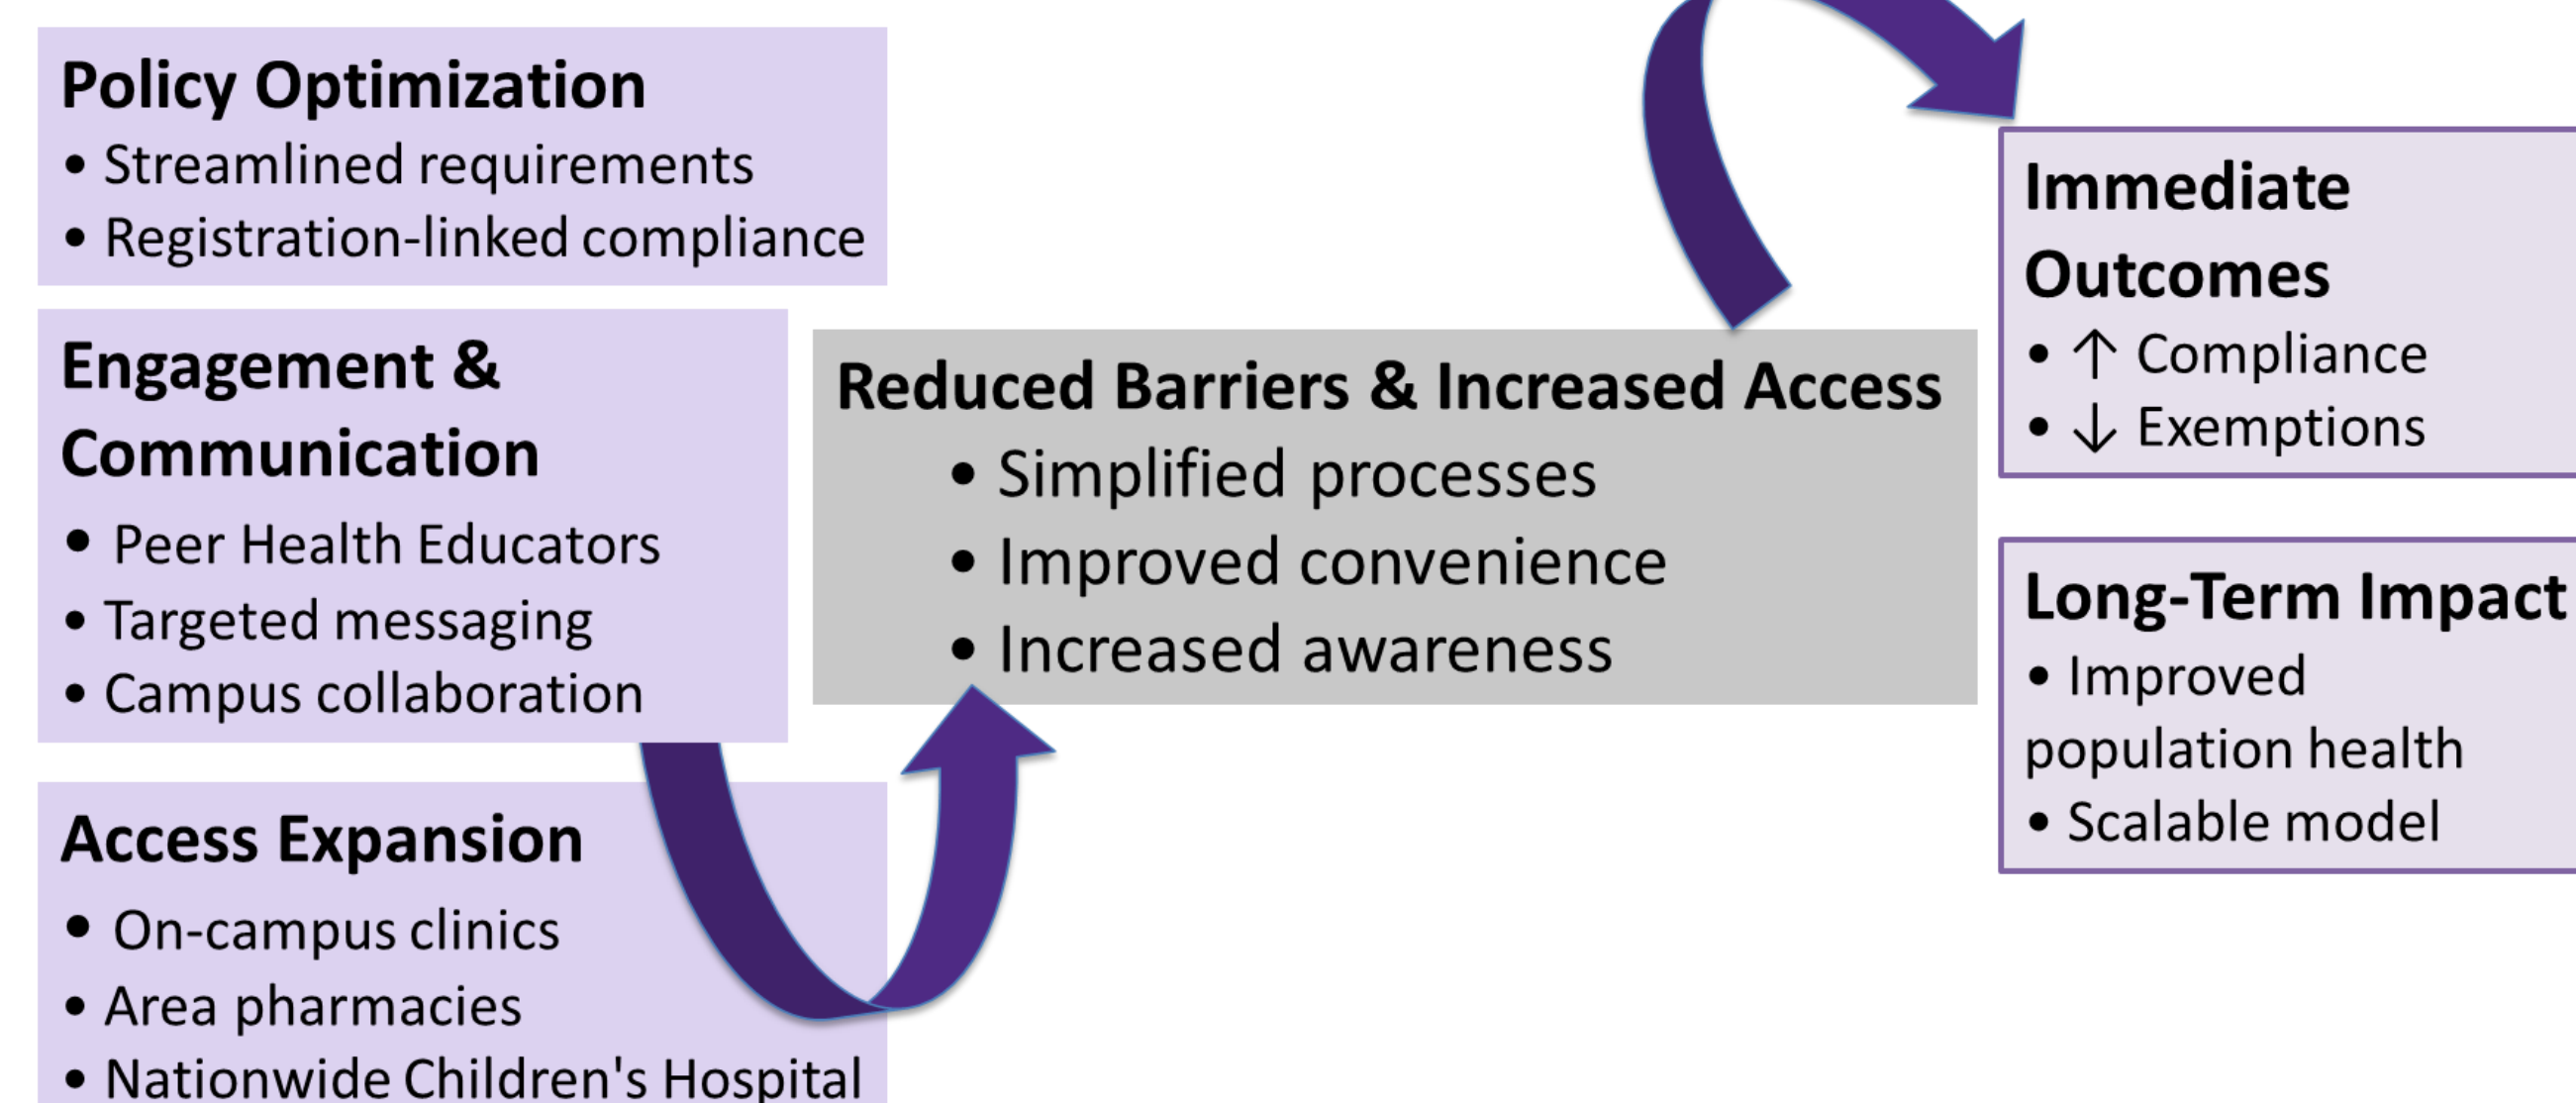 Policy Optimization
• Streamlined requirements
• Registration-linked compliance
Engagement &
Communication
• Peer Health Educators
• Targeted messaging
• Campus collaboration
Access Expansion
• On-campus clinics
• Area pharmacies
• Nationwide Children's Hospital
Reduced Barriers & Increased Access
• Simplified processes
• Improved convenience
• Increased awareness
Immediate
Outcomes
• ↑ Compliance
• ↓ Exemptions
Long-Term Impact
• Improved
population health
• Scalable model